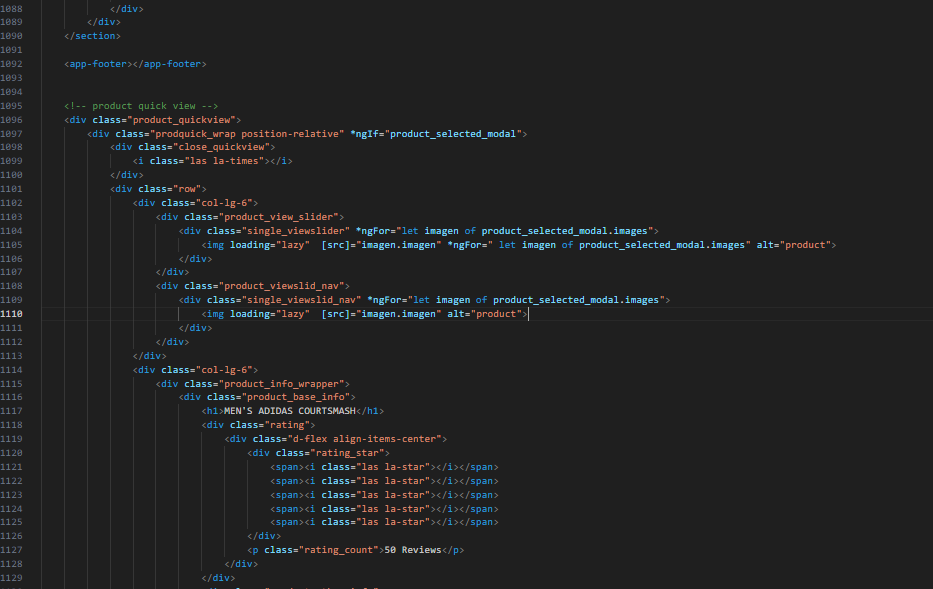 1088 </div>
1089 </div>
1090 </section>
1091
1092 <app-footer></app-footer>
1093
1094
1095 <!-- product quick view -->
1096 <div class="product_quickview">
1097 <div class="prodquick_wrap position-relative" *ngIf="product_selected_modal">
1098 <div class="close_quickview">
1099 <i class="las la-times"></i>
1100 </div>
1101 <div class="row">
1102 <div class="col-lg-6">
1103 <div class="product_view_slider">
1104 <div class="single_viewslider" *ngFor="let imagen of product_selected_modal.images">
1105 <img loading="lazy"  [src]="imagen.imagen" *ngFor=" let imagen of product_selected_modal.images" alt="product">
1106 </div>
1107 </div>
1108 <div class="product_viewslid_nav">
1109 <div class="single_viewslid_nav" *ngFor="let imagen of product_selected_modal.images">
1110 <img loading="lazy"  [src]="imagen.imagen" alt="product">
1111 </div>
1112 </div>
1113 </div>
1114 <div class="col-lg-6">
1115 <div class="product_info_wrapper">
1116 <div class="product_base_info">
1117 <h1>MEN'S ADIDAS COURTSMASH</h1>
1118 <div class="rating">
1119 <div class="d-flex align-items-center">
1120 <div class="rating_star">
1121 <span><i class="las la-star"></i></span>
1122 <span><i class="las la-star"></i></span>
1123 <span><i class="las la-star"></i></span>
1124 <span><i class="las la-star"></i></span>
1125 <span><i class="las la-star"></i></span>
1126 </div>
1127 <p class="rating_count">50 Reviews</p>
1128 </div>
1129 </div>